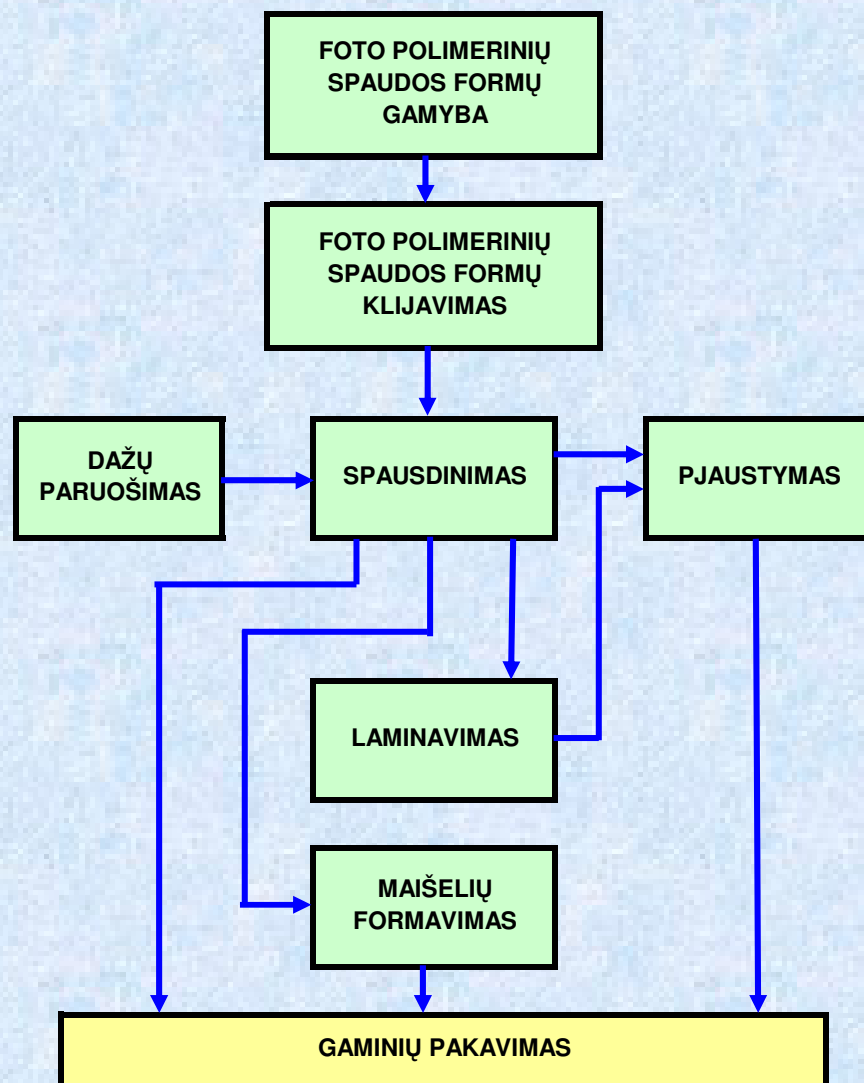 FOTO POLIMERINIŲ
SPAUDOS FORMŲ
GAMYBA
FOTO POLIMERINIŲ
SPAUDOS FORMŲ
KLIJAVIMAS
DAŽŲ
PARUOŠIMAS
SPAUSDINIMAS
PJAUSTYMAS
LAMINAVIMAS
MAIŠELIŲ
FORMAVIMAS
GAMINIŲ PAKAVIMAS